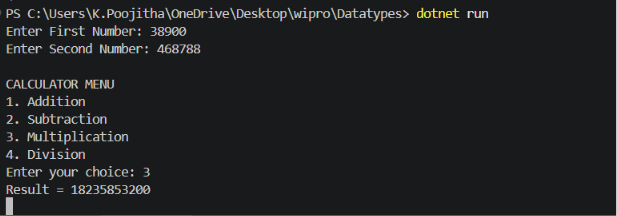 PS C:\Users\K.Poojitha\OneDrive\Desktop\wipro\Datatypes> dotnet run
Enter First Number: 38900
Enter Second Number: 468788
CALCULATOR MENU
1. Addition
2. Subtraction
3. Multiplication
4. Division
Enter your choice: 3
Result = 18235853200